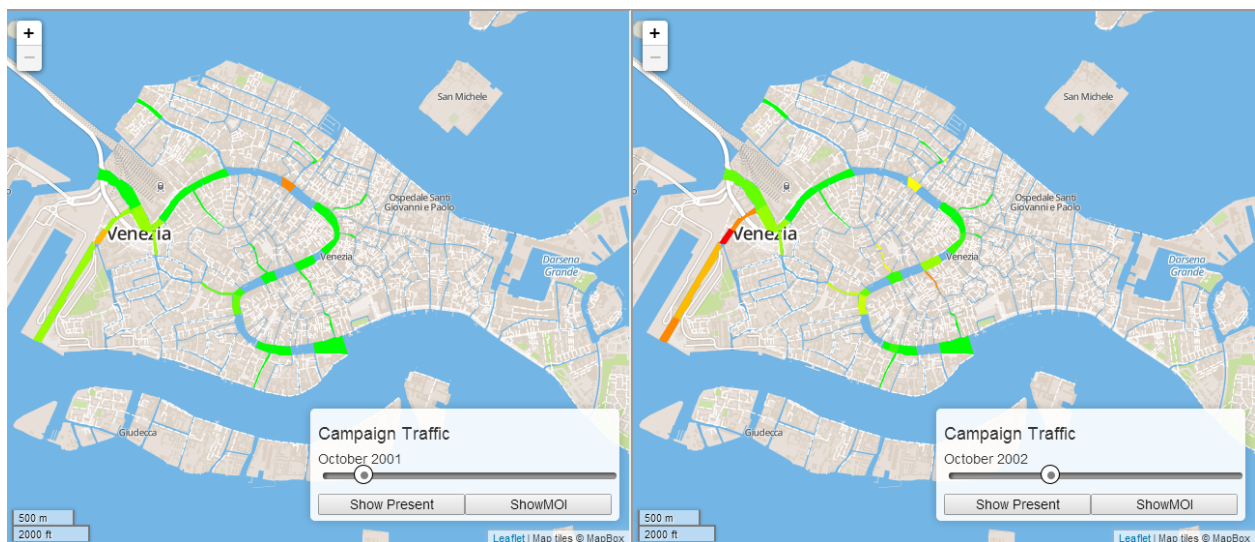 +
−
San Michele
Ospedale Santi
Giovanni e Paolo
Venezia
Venezia
Darsena
Grande
Giudecca
Campaign Traffic
October 2001
Show Present
ShowMOI
500 m
2000 ft
Leaflet | Map tiles © MapBox
+
−
San Michele
Ospedale Santi
Giovanni e Paolo
Venezia
Venezia
Darsena
Grande
Giudecca
Campaign Traffic
October 2002
Show Present
ShowMOI
500 m
2000 ft
Leaflet | Map tiles © MapBox